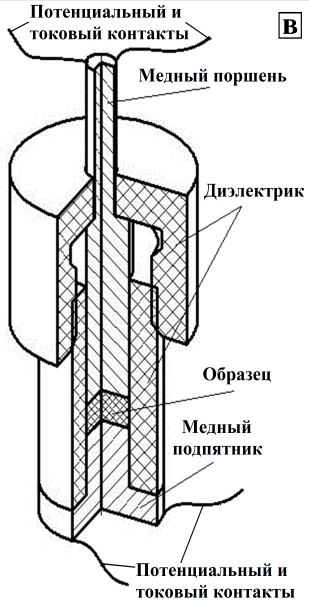 Потенциальный и
токовый контакты
В
Медный поршень
Диэлектрик
Образец
Медный
подпятник
Потенциальный и
токовый контакты